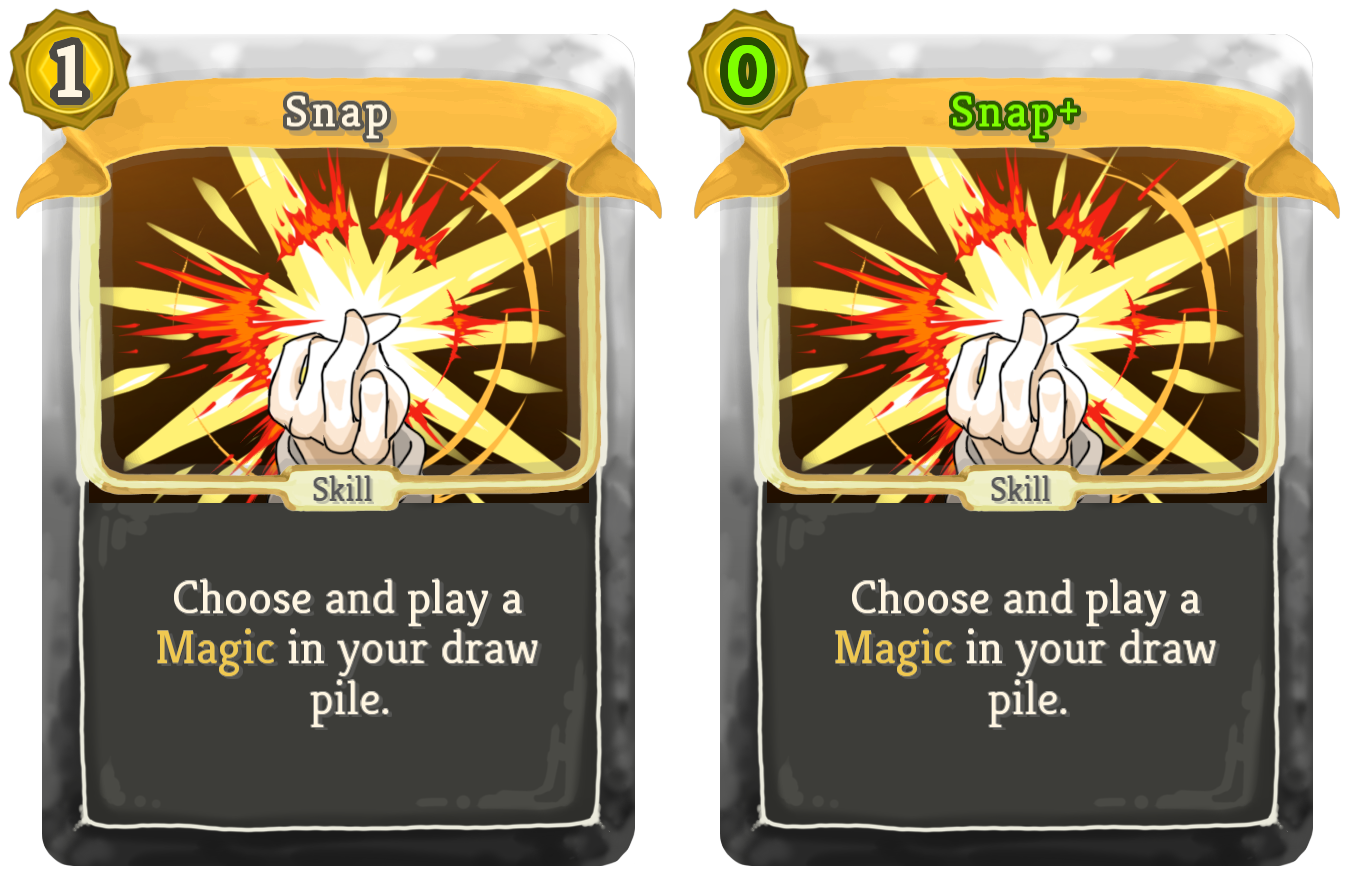 1
Snap
Skill
Choose and play a
Magic in your draw
pile.
0
Snap+
Skill
Choose and play a
Magic in your draw
pile.